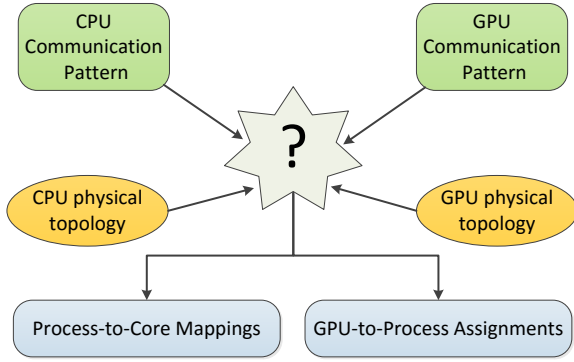 CPU
Communication
Pattern
GPU
Communication
Pattern
?
CPU physical
topology
GPU physical
topology
Process-to-Core Mappings
GPU-to-Process Assignments